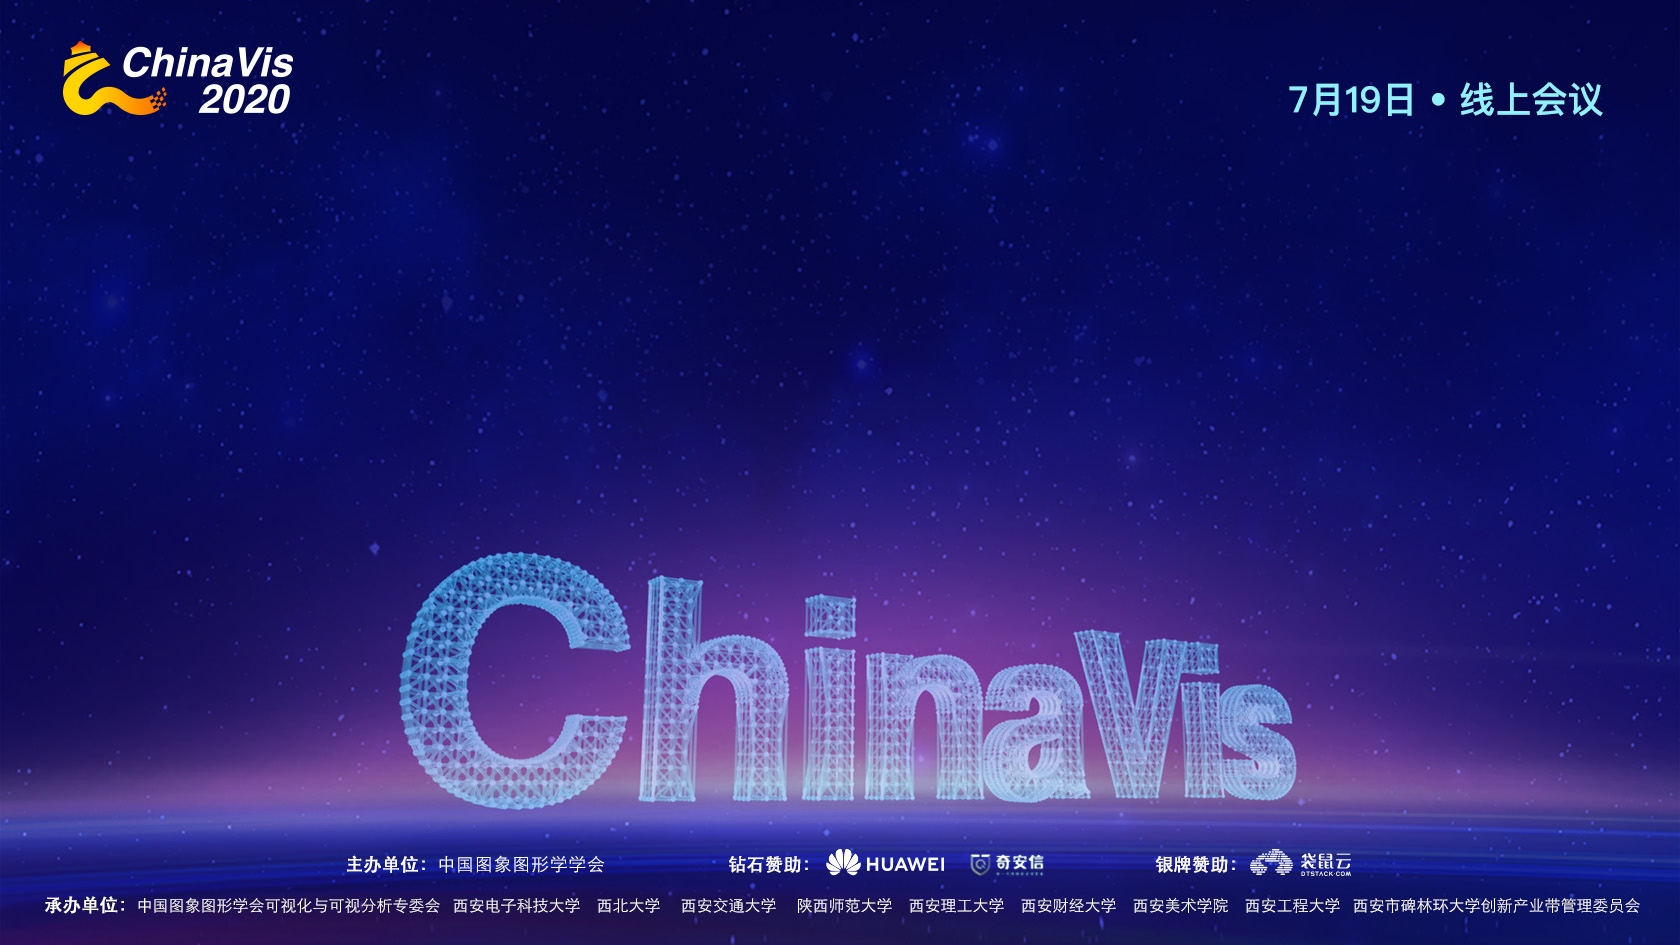 ChinaVis
2020
7月19日 • 线上会议
ChinaVis
主办单位：中国图象图形学学会
钻石赞助：HUAWEI 奇安信
银牌赞助：袋鼠云
DTSTACK.COM
承办单位：中国图象图形学会可视化与可视分析专委会 西安电子科技大学 西北大学 西安交通大学 陕西师范大学 西安理工大学 西安财经大学 西安美术学院 西安工程大学 西安市碑林环大学创新产业带管理委员会